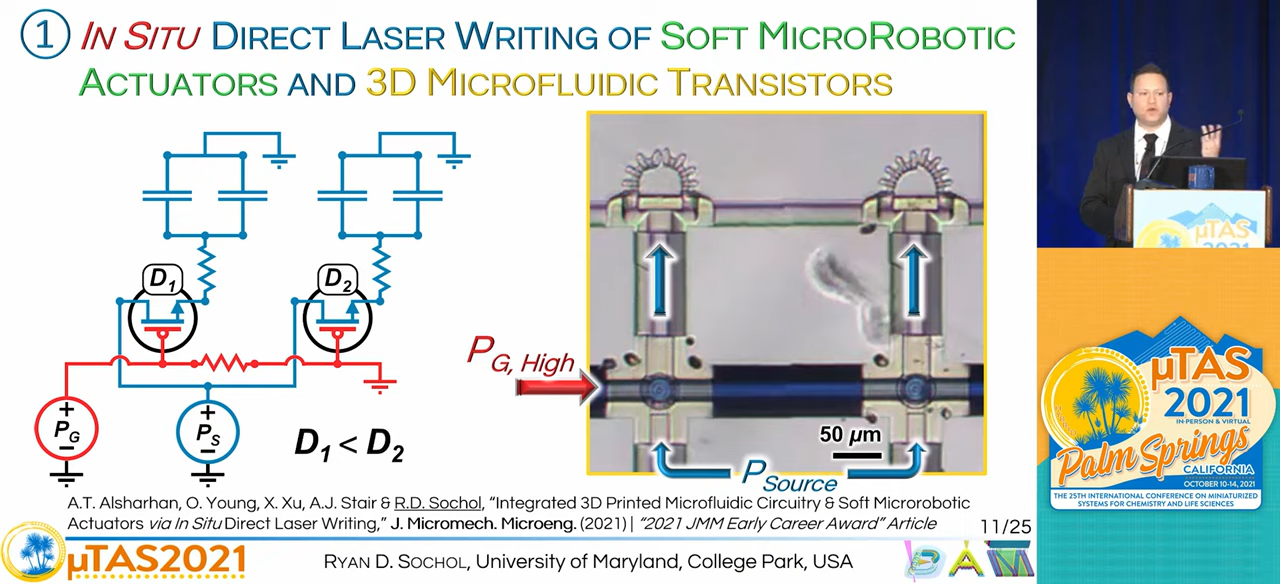 ① IN SITU DIRECT LASER WRITING OF SOFT MICROROBOTIC
ACTUATORS AND 3D MICROFLUIDIC TRANSISTORS
D1
D2
+
PG
−
+
PS
−
D1 < D2
PG, High
50 µm
PSource
A.T. Alsharhan, O. Young, X. Xu, A.J. Stair & R.D. Sochol, “Integrated 3D Printed Microfluidic Circuitry & Soft Microrobotic
Actuators via In Situ Direct Laser Writing,” J. Micromech. Microeng. (2021) | “2021 JMM Early Career Award” Article
11/25
µTAS2021
RYAN D. SOCHOL, University of Maryland, College Park, USA
BAM
µTAS
2021
µTAS
2021
IN-PERSON & VIRTUAL
Palm Springs
CALIFORNIA
OCTOBER 10-14, 2021
THE 25TH INTERNATIONAL CONFERENCE ON MINIATURIZED
SYSTEMS FOR CHEMISTRY AND LIFE SCIENCES